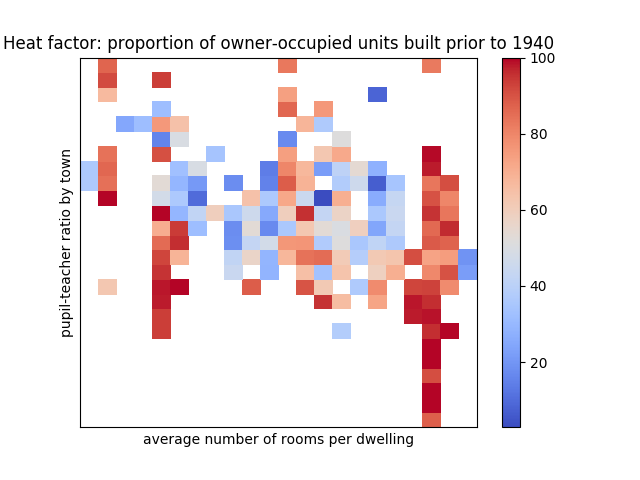 Heat factor: proportion of owner-occupied units built prior to 1940
pupil-teacher ratio by town
average number of rooms per dwelling
100
80
60
40
20